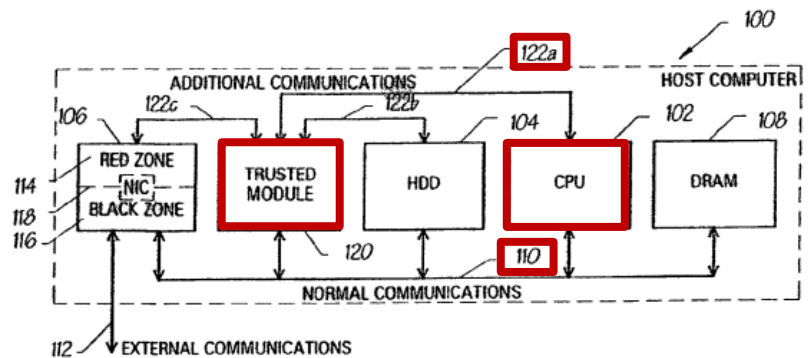 100
122a
ADDITIONAL COMMUNICATIONS
HOST COMPUTER
122c
122b
106
104
102
108
114
RED ZONE
TRUSTED
MODULE
HDD
CPU
DRAM
118
NIC
BLACK ZONE
116
120
110
NORMAL COMMUNICATIONS
112
EXTERNAL COMMUNICATIONS